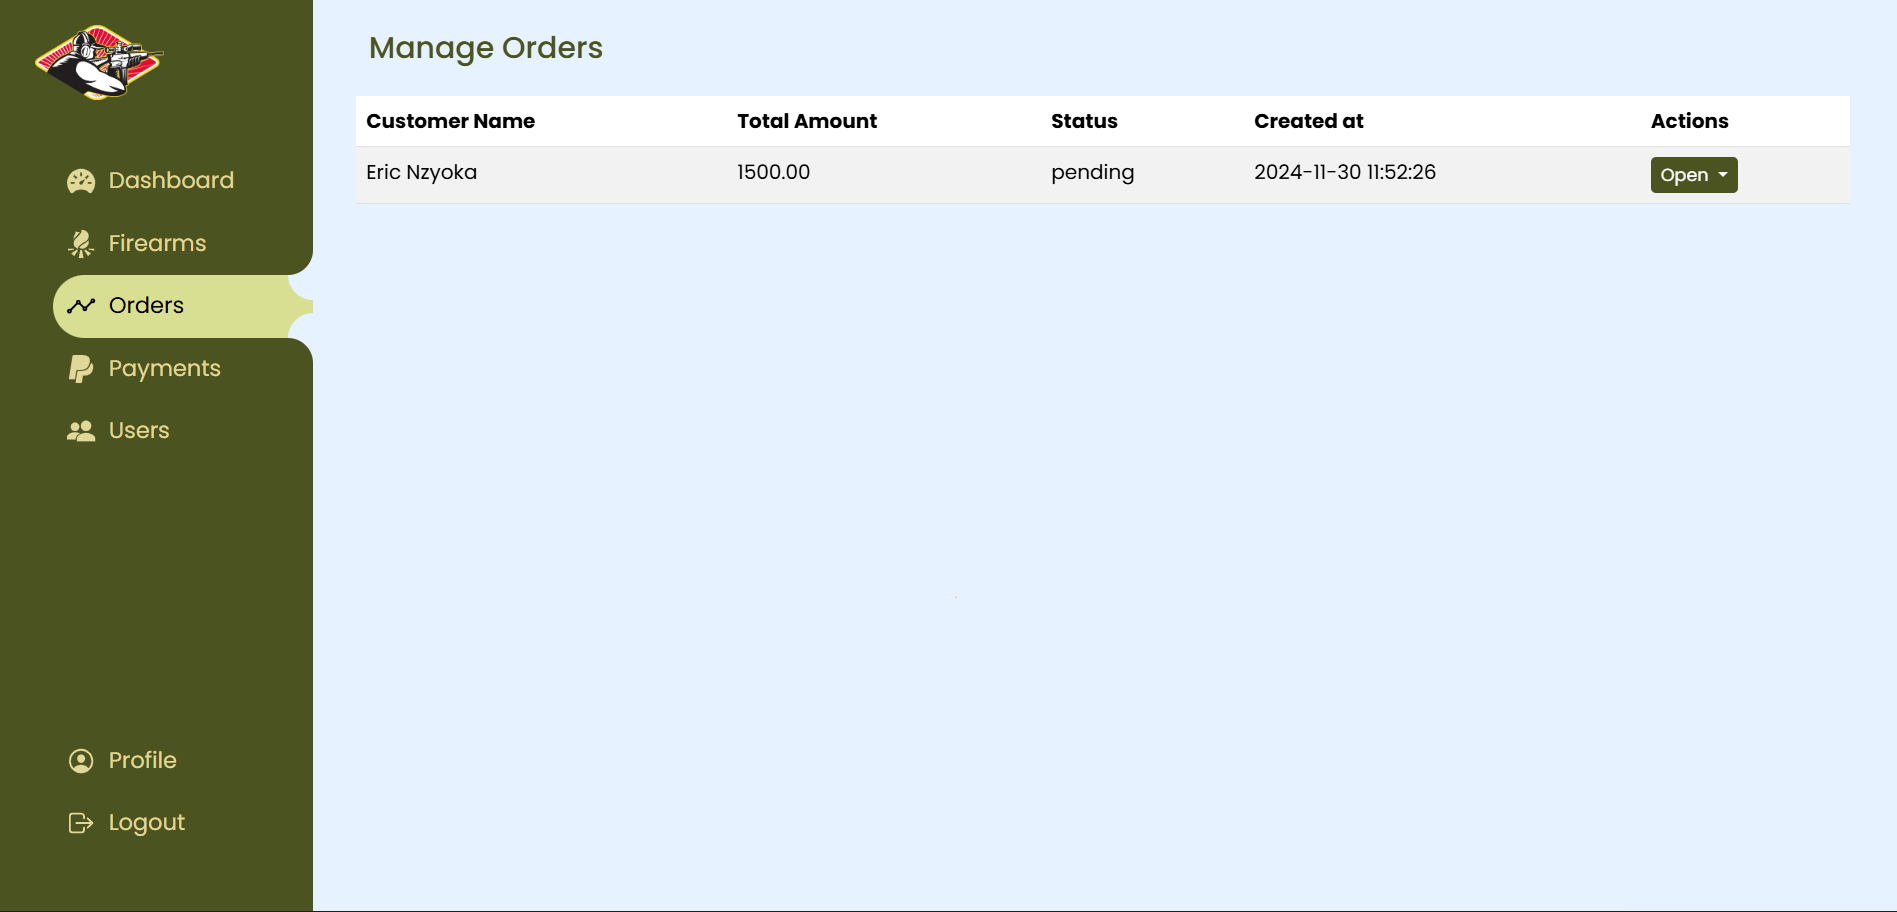 Manage Orders
Customer Name Total Amount Status Created at Actions
Eric Nzyoka 1500.00 pending 2024-11-30 11:52:26 Open
Dashboard
Firearms
Orders
Payments
Users
Profile
Logout